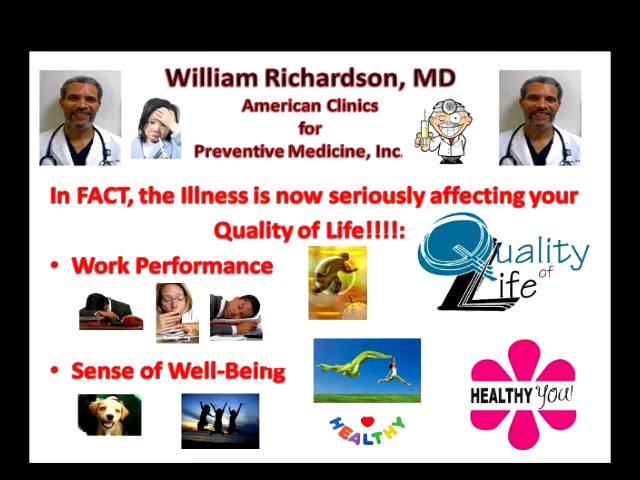 William Richardson, MD
American Clinics
for
Preventive Medicine, Inc.
In FACT, the Illness is now seriously affecting your
Quality of Life!!!!:
Quality
of
Life
• Work Performance
• Sense of Well-Being
HEALTHY you!
HEALTHY